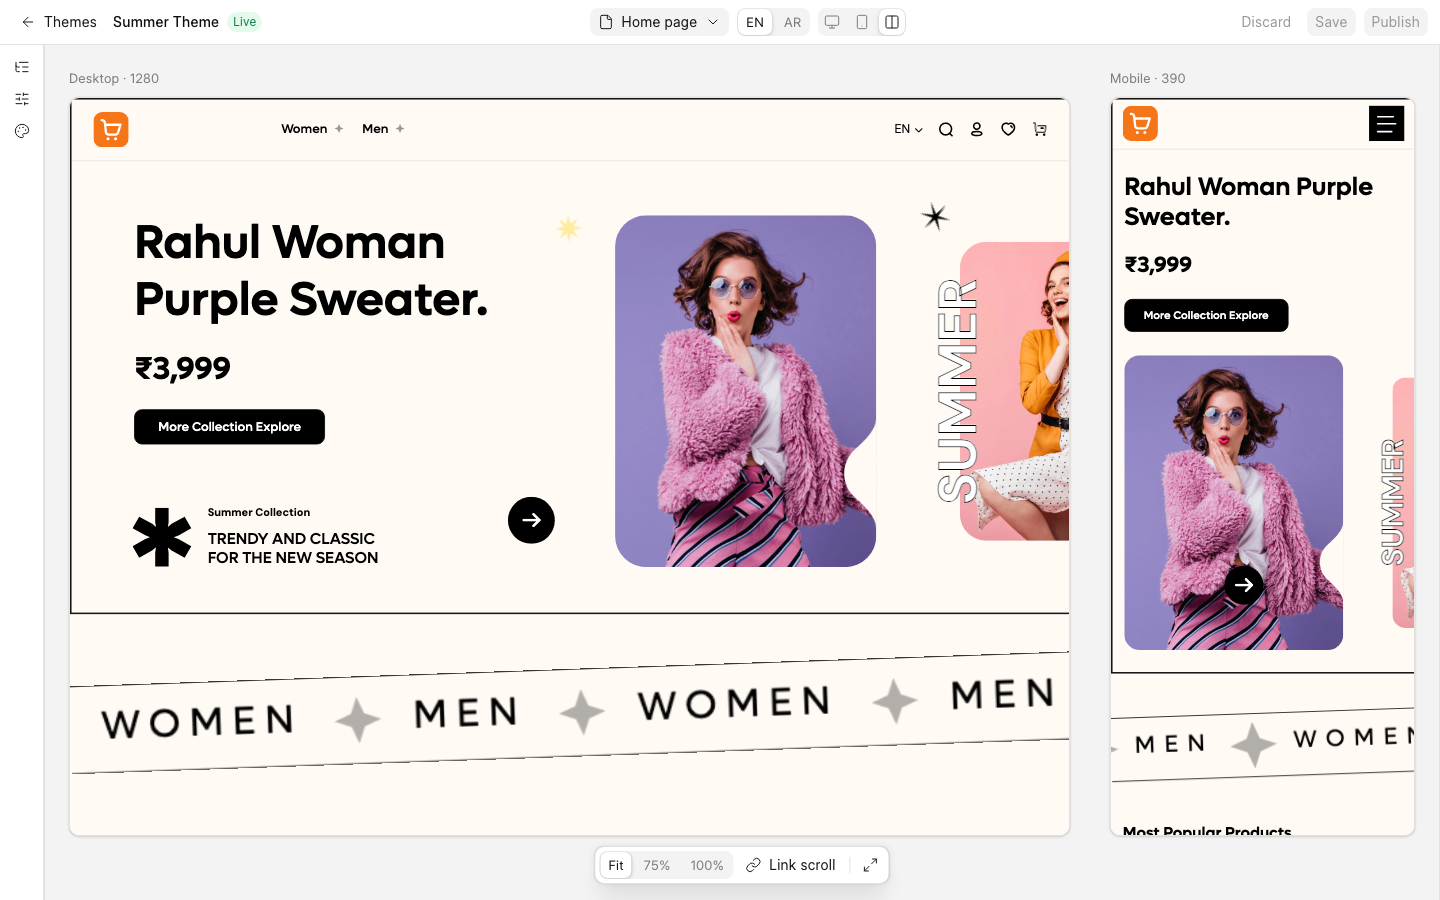 Themes Summer Theme Live
Home page
EN AR
Discard Save Publish
Desktop · 1280
Women Men
EN
Rahul Woman
Purple Sweater.
₹3,999
More Collection Explore
Summer Collection
TRENDY AND CLASSIC
FOR THE NEW SEASON
SUMMER
WOMEN MEN WOMEN MEN
Mobile · 390
Rahul Woman Purple
Sweater.
₹3,999
More Collection Explore
SUMMER
MEN WOMEN
Most Popular Products
Fit 75% 100% Link scroll